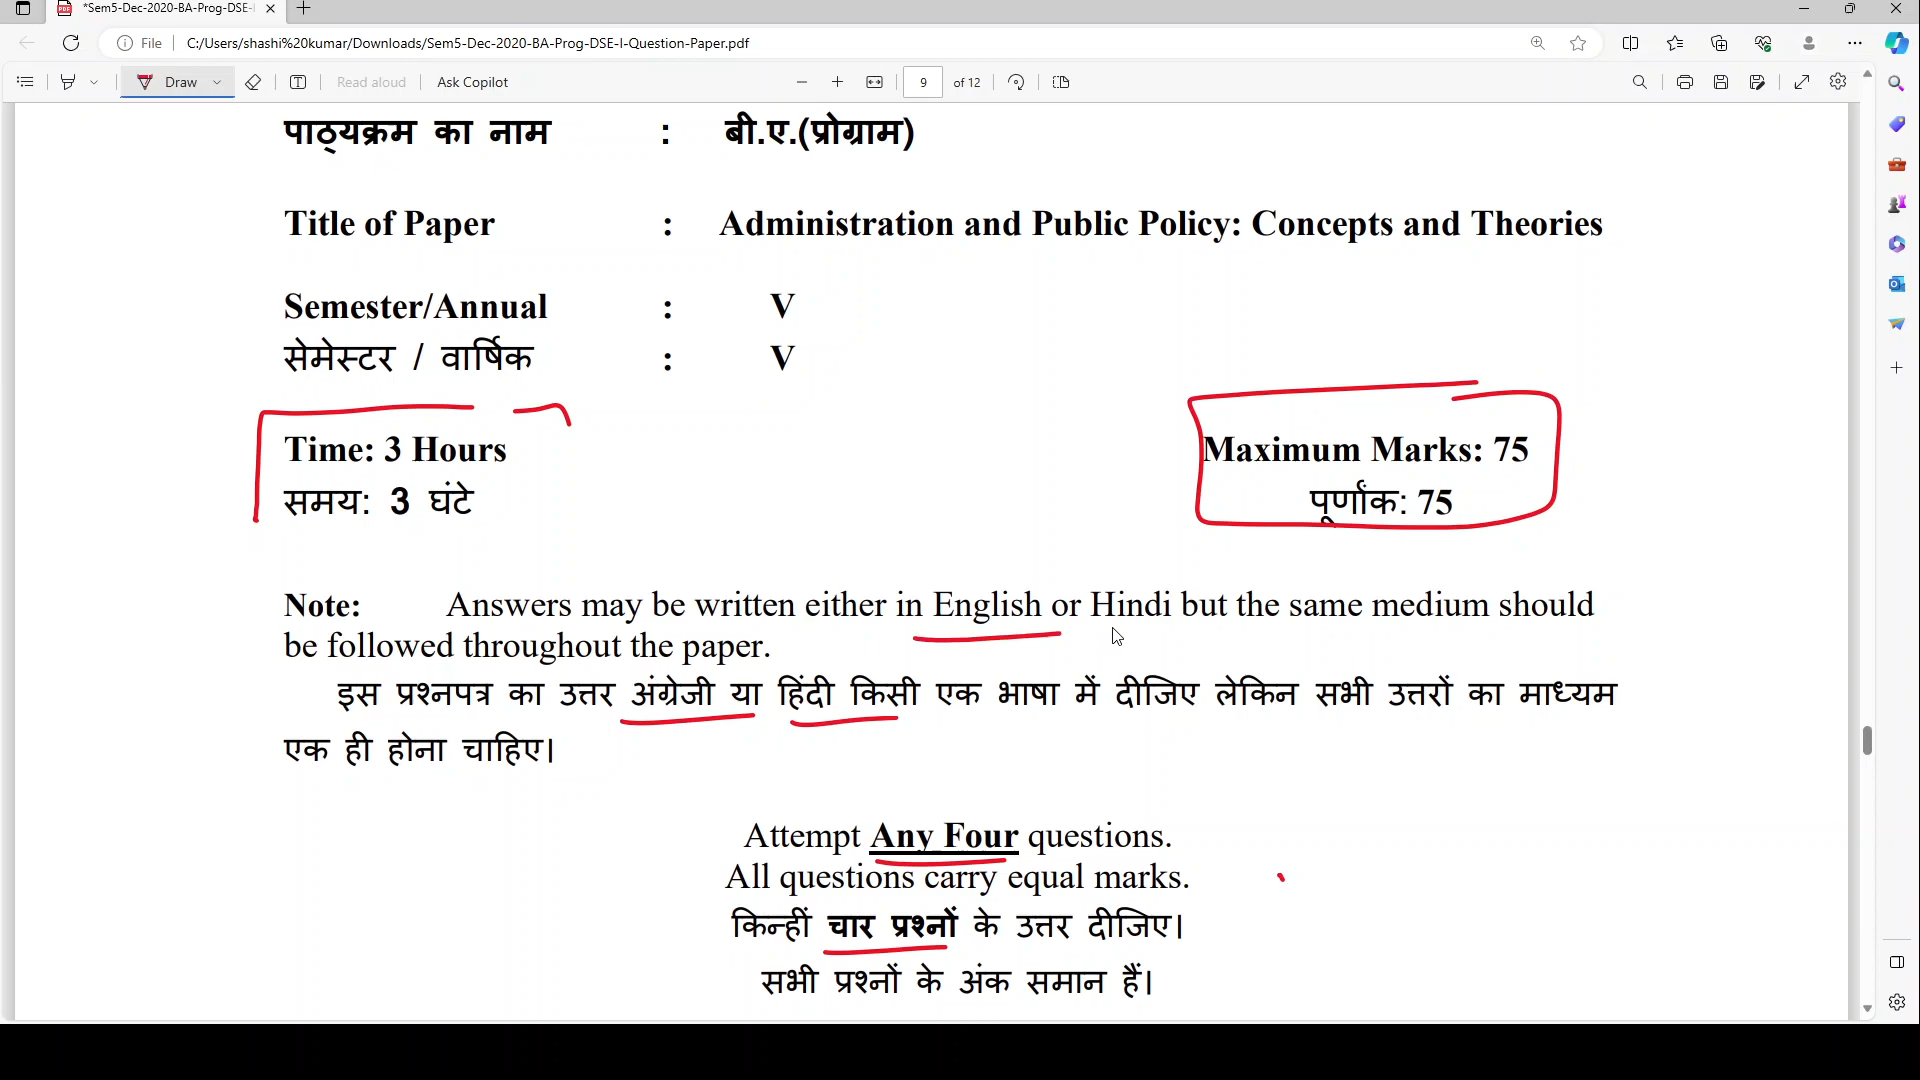 *Sem5-Dec-2020-BA-Prog-DSE-I-
File C:/Users/shashi%20kumar/Downloads/Sem5-Dec-2020-BA-Prog-DSE-I-Question-Paper.pdf
Draw Read aloud Ask Copilot 9 of 12
पाठ्यक्रम का नाम : बी.ए.(प्रोग्राम)
Title of Paper : Administration and Public Policy: Concepts and Theories
Semester/Annual : V
सेमेस्टर / वार्षिक : V
Time: 3 Hours Maximum Marks: 75
समय: 3 घंटे पूर्णांक: 75
Note: Answers may be written either in English or Hindi but the same medium should
be followed throughout the paper.
इस प्रश्नपत्र का उत्तर अंग्रेजी या हिंदी किसी एक भाषा में दीजिए लेकिन सभी उत्तरों का माध्यम
एक ही होना चाहिए।
Attempt Any Four questions.
All questions carry equal marks.
किन्हीं चार प्रश्नों के उत्तर दीजिए।
सभी प्रश्नों के अंक समान हैं।